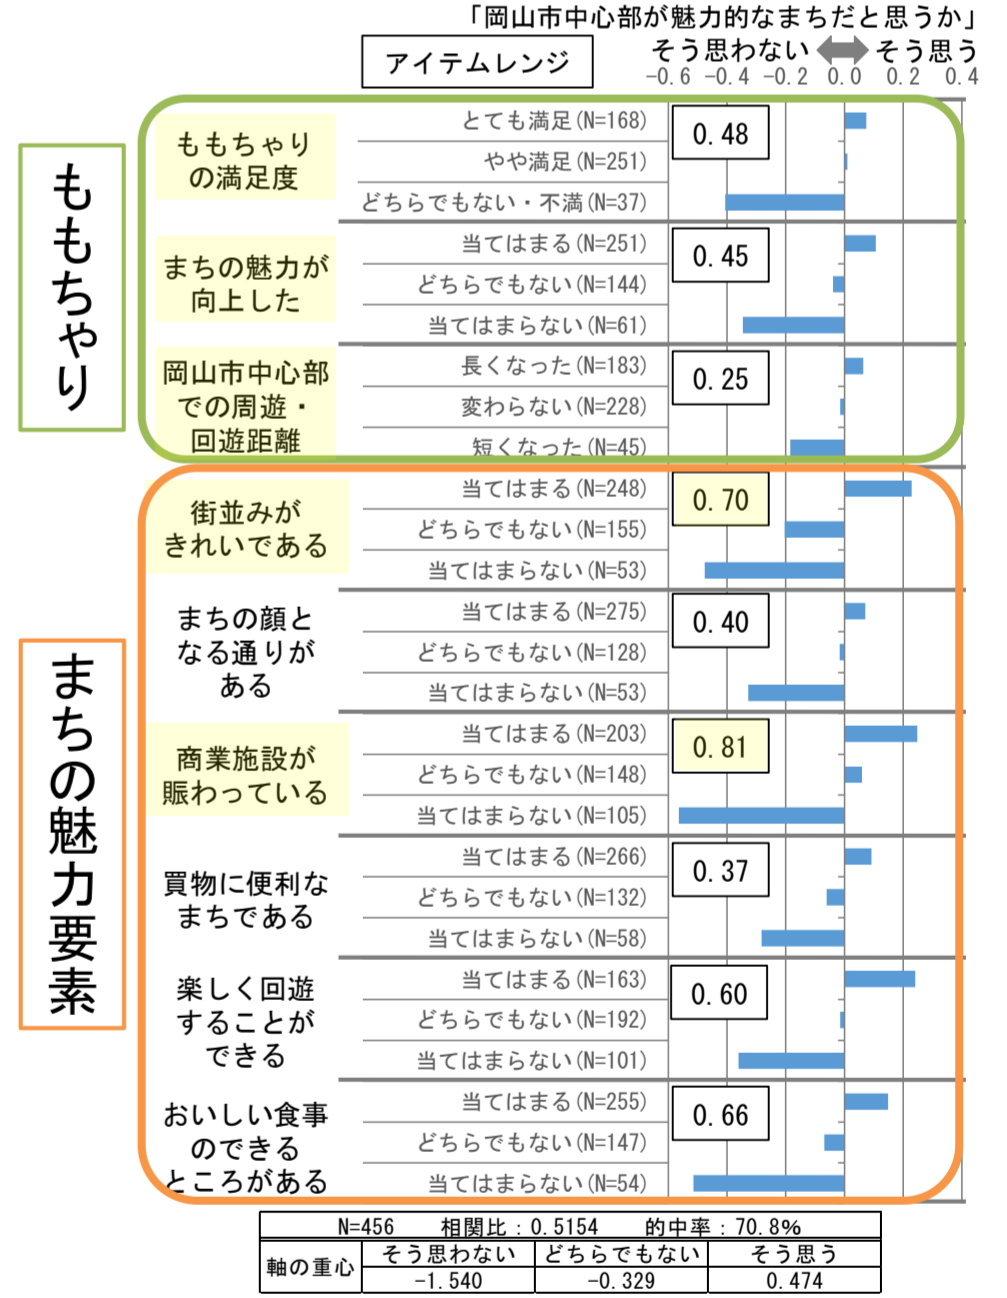 「岡山市中心部が魅力的なまちだと思うか」
アイテムレンジ
そう思わない そう思う
-0.6 -0.4 -0.2 0.0 0.2 0.4
ももちゃり
ももちゃり
の満足度
とても満足(N=168)
やや満足(N=251)
どちらでもない・不満(N=37)
0.48
まちの魅力が
向上した
当てはまる(N=251)
どちらでもない(N=144)
当てはまらない(N=61)
0.45
岡山市中心部
での周遊・
回遊距離
長くなった(N=183)
変わらない(N=228)
短くなった(N=45)
0.25
まちの魅力要素
街並みが
きれいである
当てはまる(N=248)
どちらでもない(N=155)
当てはまらない(N=53)
0.70
まちの顔と
なる通りが
ある
当てはまる(N=275)
どちらでもない(N=128)
当てはまらない(N=53)
0.40
商業施設が
賑わっている
当てはまる(N=203)
どちらでもない(N=148)
当てはまらない(N=105)
0.81
買物に便利な
まちである
当てはまる(N=266)
どちらでもない(N=132)
当てはまらない(N=58)
0.37
楽しく回遊
することが
できる
当てはまる(N=163)
どちらでもない(N=192)
当てはまらない(N=101)
0.60
おいしい食事
のできる
ところがある
当てはまる(N=255)
どちらでもない(N=147)
当てはまらない(N=54)
0.66
N=456 相関比：0.5154 的中率：70.8%
軸の重心 そう思わない どちらでもない そう思う
-1.540 -0.329 0.474